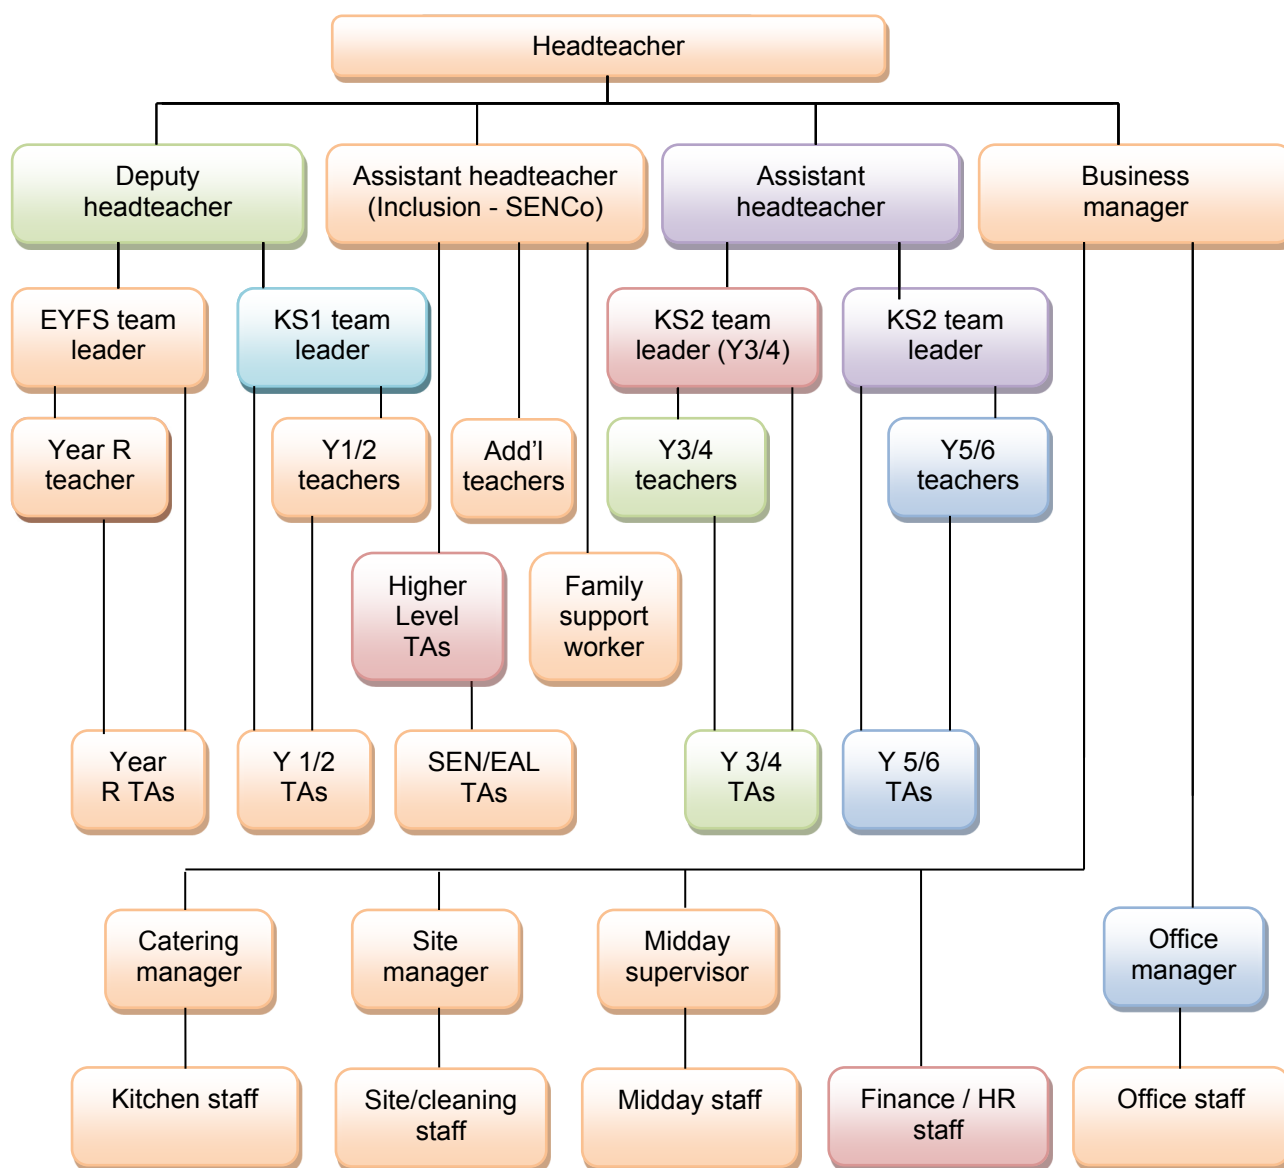 Headteacher
Deputy
headteacher
Assistant headteacher
(Inclusion - SENCo)
Assistant
headteacher
Business
manager
EYFS team
leader
KS1 team
leader
KS2 team
leader (Y3/4)
KS2 team
leader
Year R
teacher
Y1/2
teachers
Add’l
teachers
Y3/4
teachers
Y5/6
teachers
Higher
Level
TAs
Family
support
worker
Year
R TAs
Y 1/2
TAs
SEN/EAL
TAs
Y 3/4
TAs
Y 5/6
TAs
Catering
manager
Site
manager
Midday
supervisor
Office
manager
Kitchen staff
Site/cleaning
staff
Midday staff
Finance / HR
staff
Office staff